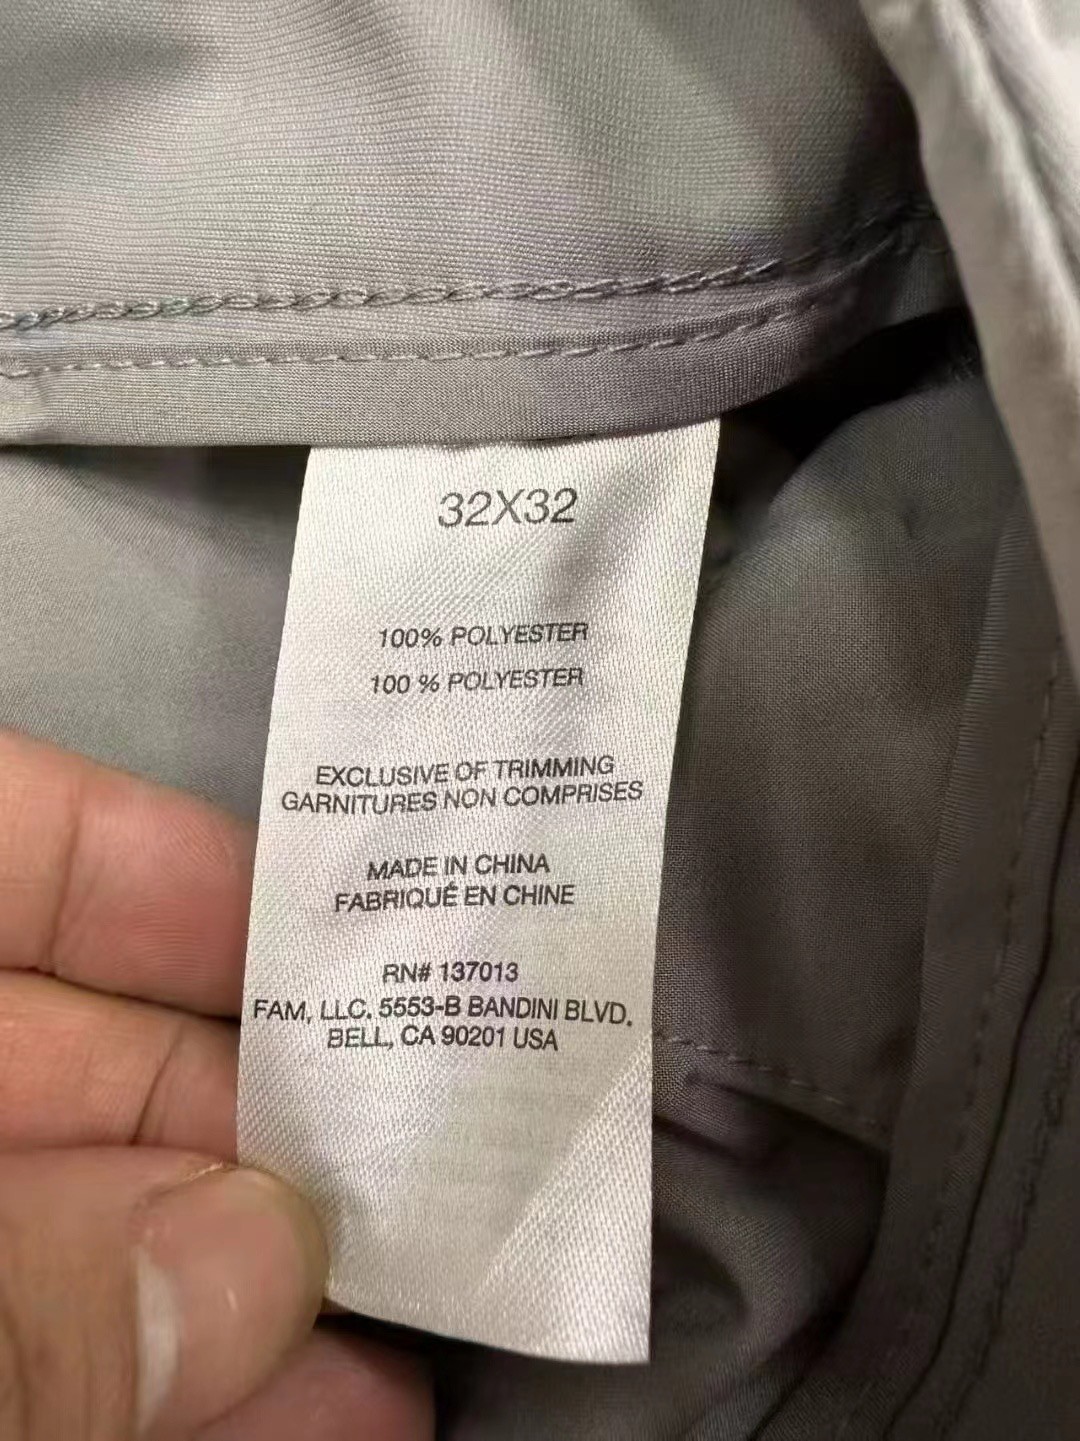 32X32
100% POLYESTER
100 % POLYESTER
EXCLUSIVE OF TRIMMING
GARNITURES NON COMPRISES
MADE IN CHINA
FABRIQUÉ EN CHINE
RN# 137013
FAM, LLC. 5553-B BANDINI BLVD.
BELL, CA 90201 USA